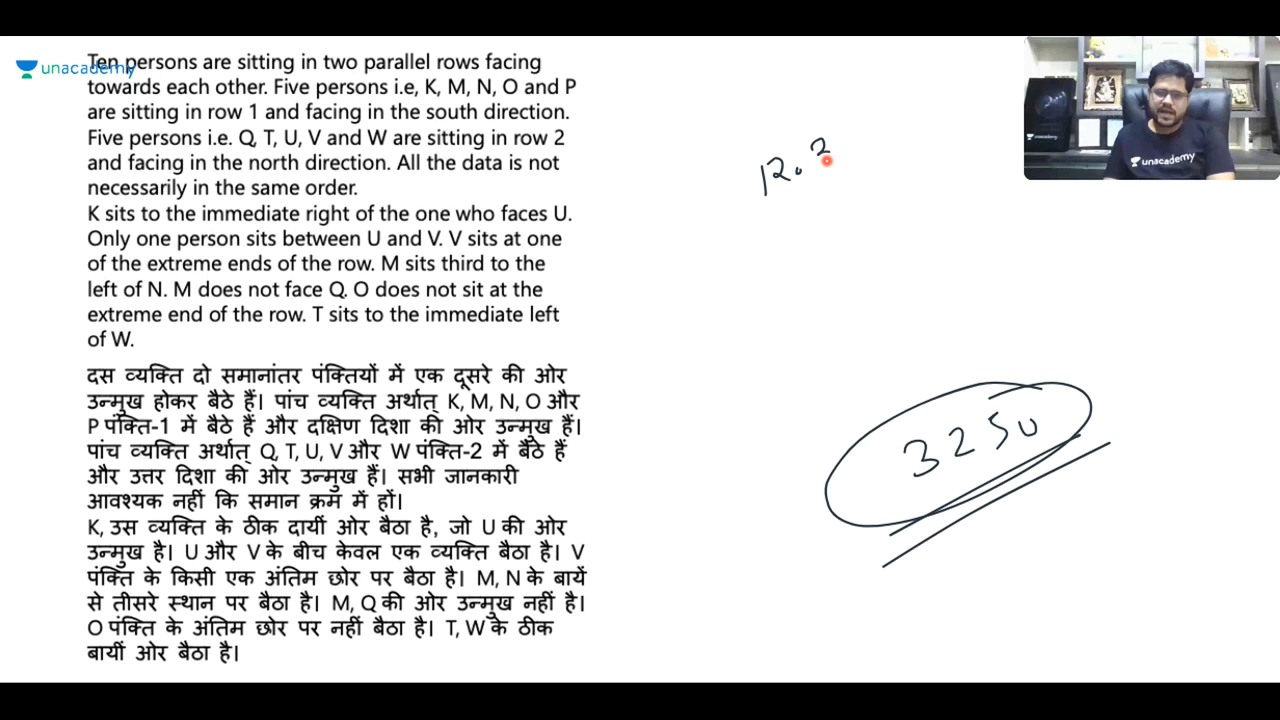 Ten persons are sitting in two parallel rows facing
unacademy
towards each other. Five persons i.e, K, M, N, O and P
are sitting in row 1 and facing in the south direction.
Five persons i.e. Q, T, U, V and W are sitting in row 2
and facing in the north direction. All the data is not
necessarily in the same order.
K sits to the immediate right of the one who faces U.
Only one person sits between U and V. V sits at one
of the extreme ends of the row. M sits third to the
left of N. M does not face Q. O does not sit at the
extreme end of the row. T sits to the immediate left
of W.
दस व्यक्ति दो समानांतर पंक्तियों में एक दूसरे की ओर
उन्मुख होकर बैठे हैं। पांच व्यक्ति अर्थात् K, M, N, O और
P पंक्ति-1 में बैठे हैं और दक्षिण दिशा की ओर उन्मुख हैं।
पांच व्यक्ति अर्थात् Q, T, U, V और W पंक्ति-2 में बैठे हैं
और उत्तर दिशा की ओर उन्मुख हैं। सभी जानकारी
आवश्यक नहीं कि समान क्रम में हों।
K, उस व्यक्ति के ठीक दायीं ओर बैठा है, जो U की ओर
उन्मुख है। U और V के बीच केवल एक व्यक्ति बैठा है। V
पंक्ति के किसी एक अंतिम छोर पर बैठा है। M, N के बायें
से तीसरे स्थान पर बैठा है। M, Q की ओर उन्मुख नहीं है।
O पंक्ति के अंतिम छोर पर नहीं बैठा है। T, W के ठीक
बायीं ओर बैठा है।
3250
unacademy